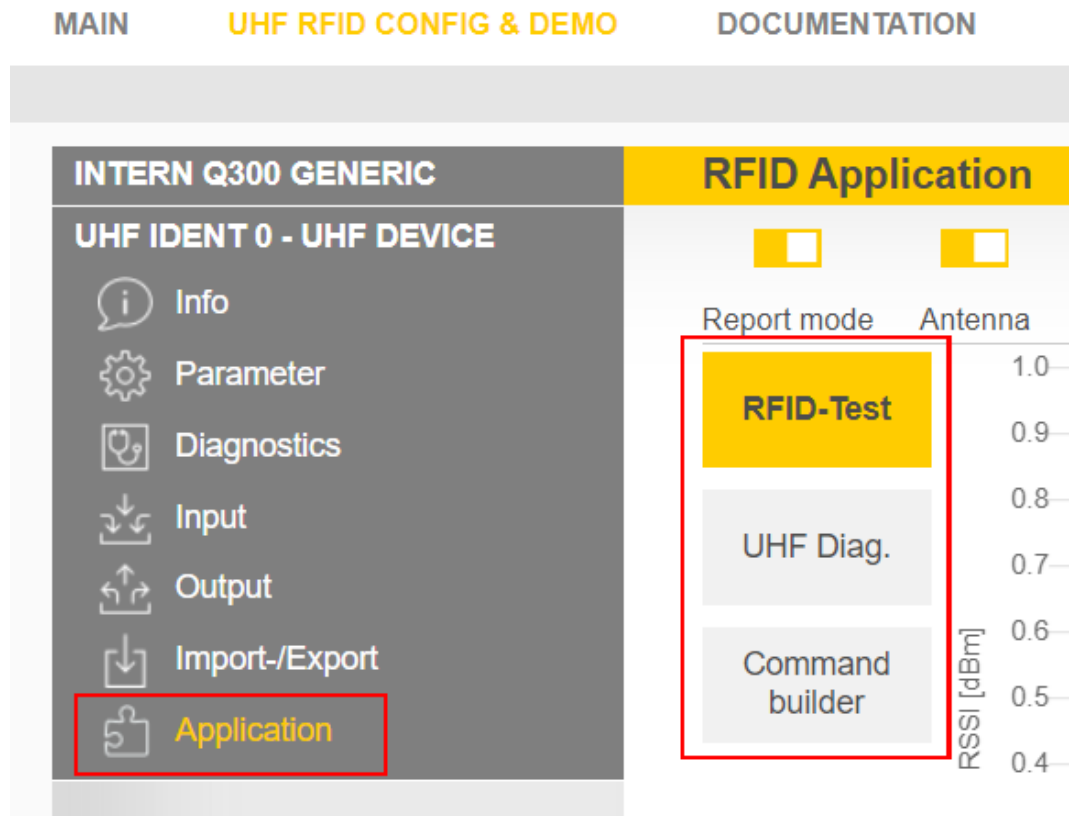 MAIN UHF RFID CONFIG & DEMO DOCUMENTATION
INTERN Q300 GENERIC
UHF IDENT 0 - UHF DEVICE
Info
Parameter
Diagnostics
Input
Output
Import-/Export
Application
RFID Application
Report mode Antenna
RFID-Test
UHF Diag.
Command
builder
RSSI [dBm]
1.0
0.9
0.8
0.7
0.6
0.5
0.4